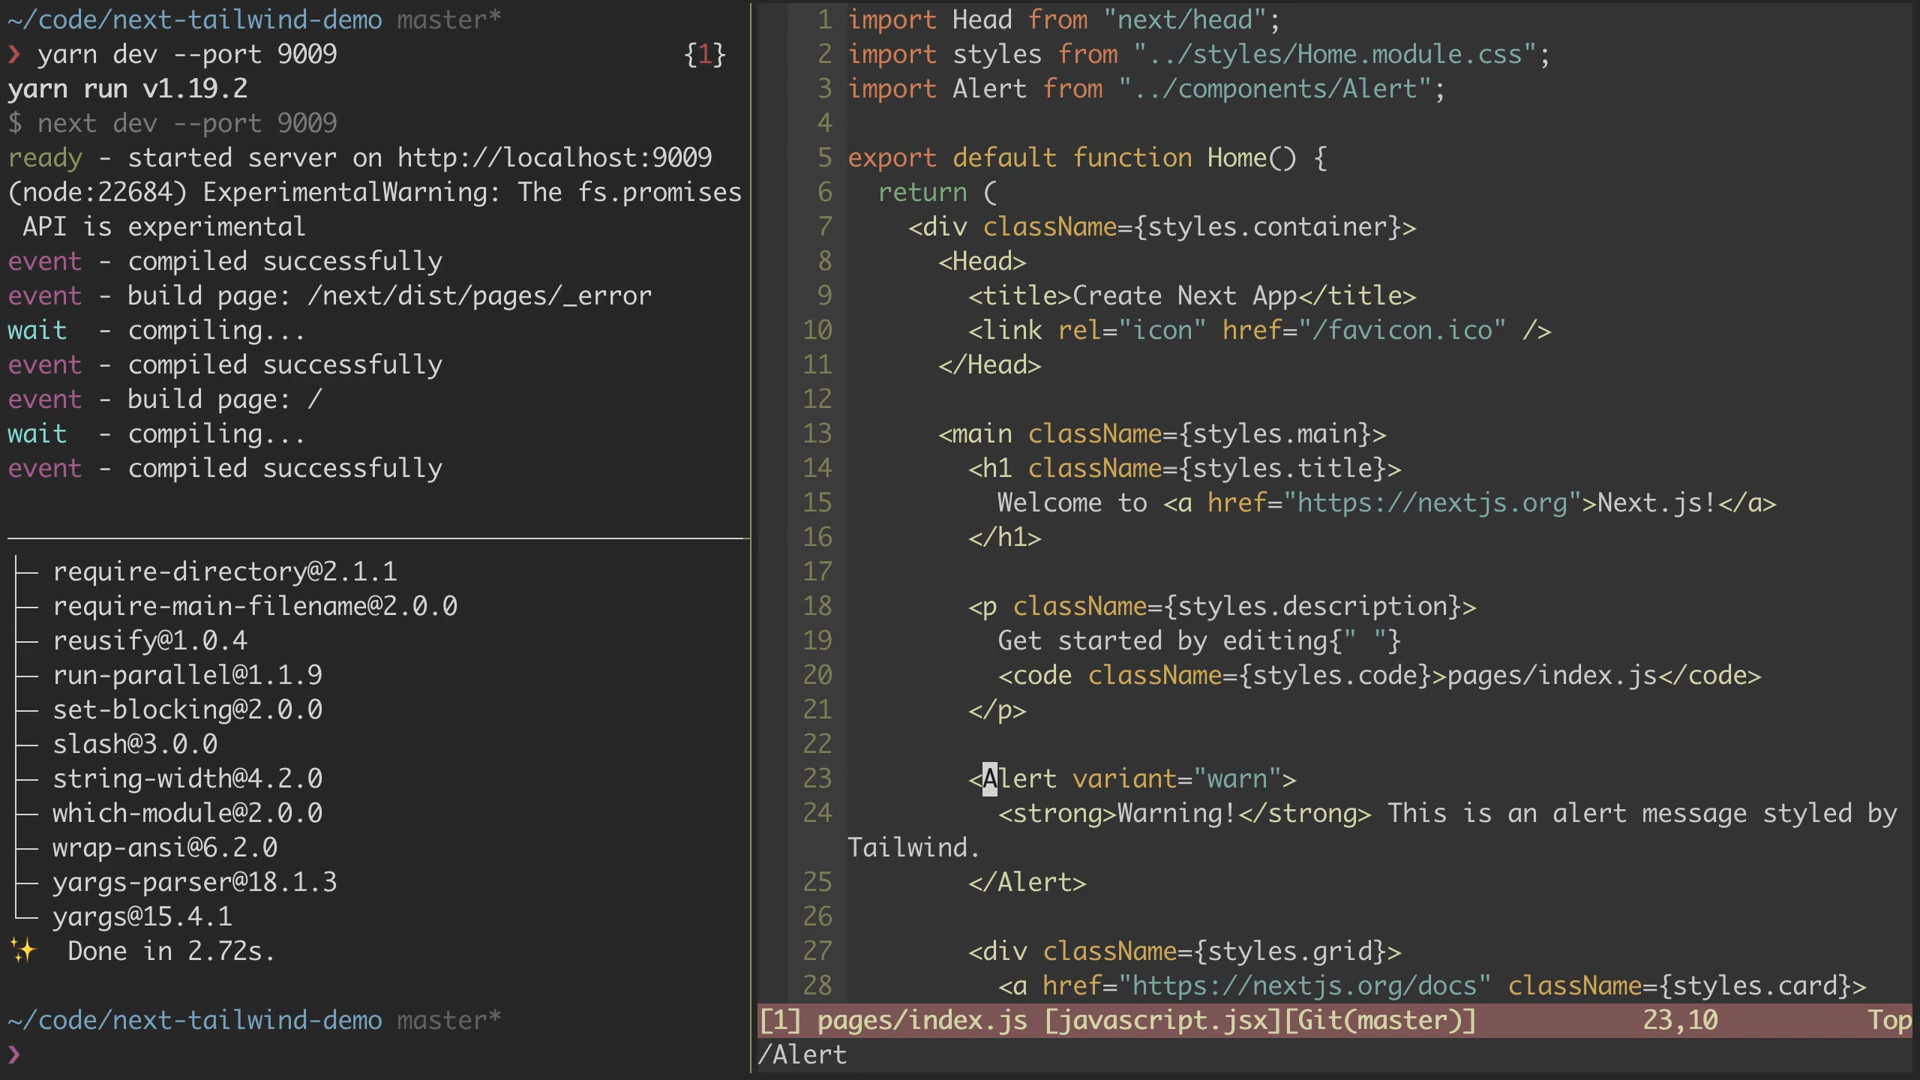 ~/code/next-tailwind-demo master*
❯ yarn dev --port 9009 {1}
yarn run v1.19.2
$ next dev --port 9009
ready - started server on http://localhost:9009
(node:22684) ExperimentalWarning: The fs.promises
 API is experimental
event - compiled successfully
event - build page: /next/dist/pages/_error
wait  - compiling...
event - compiled successfully
event - build page: /
wait  - compiling...
event - compiled successfully
├─ require-directory@2.1.1
├─ require-main-filename@2.0.0
├─ reusify@1.0.4
├─ run-parallel@1.1.9
├─ set-blocking@2.0.0
├─ slash@3.0.0
├─ string-width@4.2.0
├─ which-module@2.0.0
├─ wrap-ansi@6.2.0
├─ yargs-parser@18.1.3
└─ yargs@15.4.1
✨  Done in 2.72s.
~/code/next-tailwind-demo master*
❯
1 import Head from "next/head";
2 import styles from "../styles/Home.module.css";
3 import Alert from "../components/Alert";
4
5 export default function Home() {
6   return (
7     <div className={styles.container}>
8       <Head>
9         <title>Create Next App</title>
10         <link rel="icon" href="/favicon.ico" />
11       </Head>
12
13       <main className={styles.main}>
14         <h1 className={styles.title}>
15           Welcome to <a href="https://nextjs.org">Next.js!</a>
16         </h1>
17
18         <p className={styles.description}>
19           Get started by editing{" "}
20           <code className={styles.code}>pages/index.js</code>
21         </p>
22
23         <Alert variant="warn">
24           <strong>Warning!</strong> This is an alert message styled by
Tailwind.
25         </Alert>
26
27         <div className={styles.grid}>
28           <a href="https://nextjs.org/docs" className={styles.card}>
[1] pages/index.js [javascript.jsx][Git(master)] 23,10 Top
/Alert